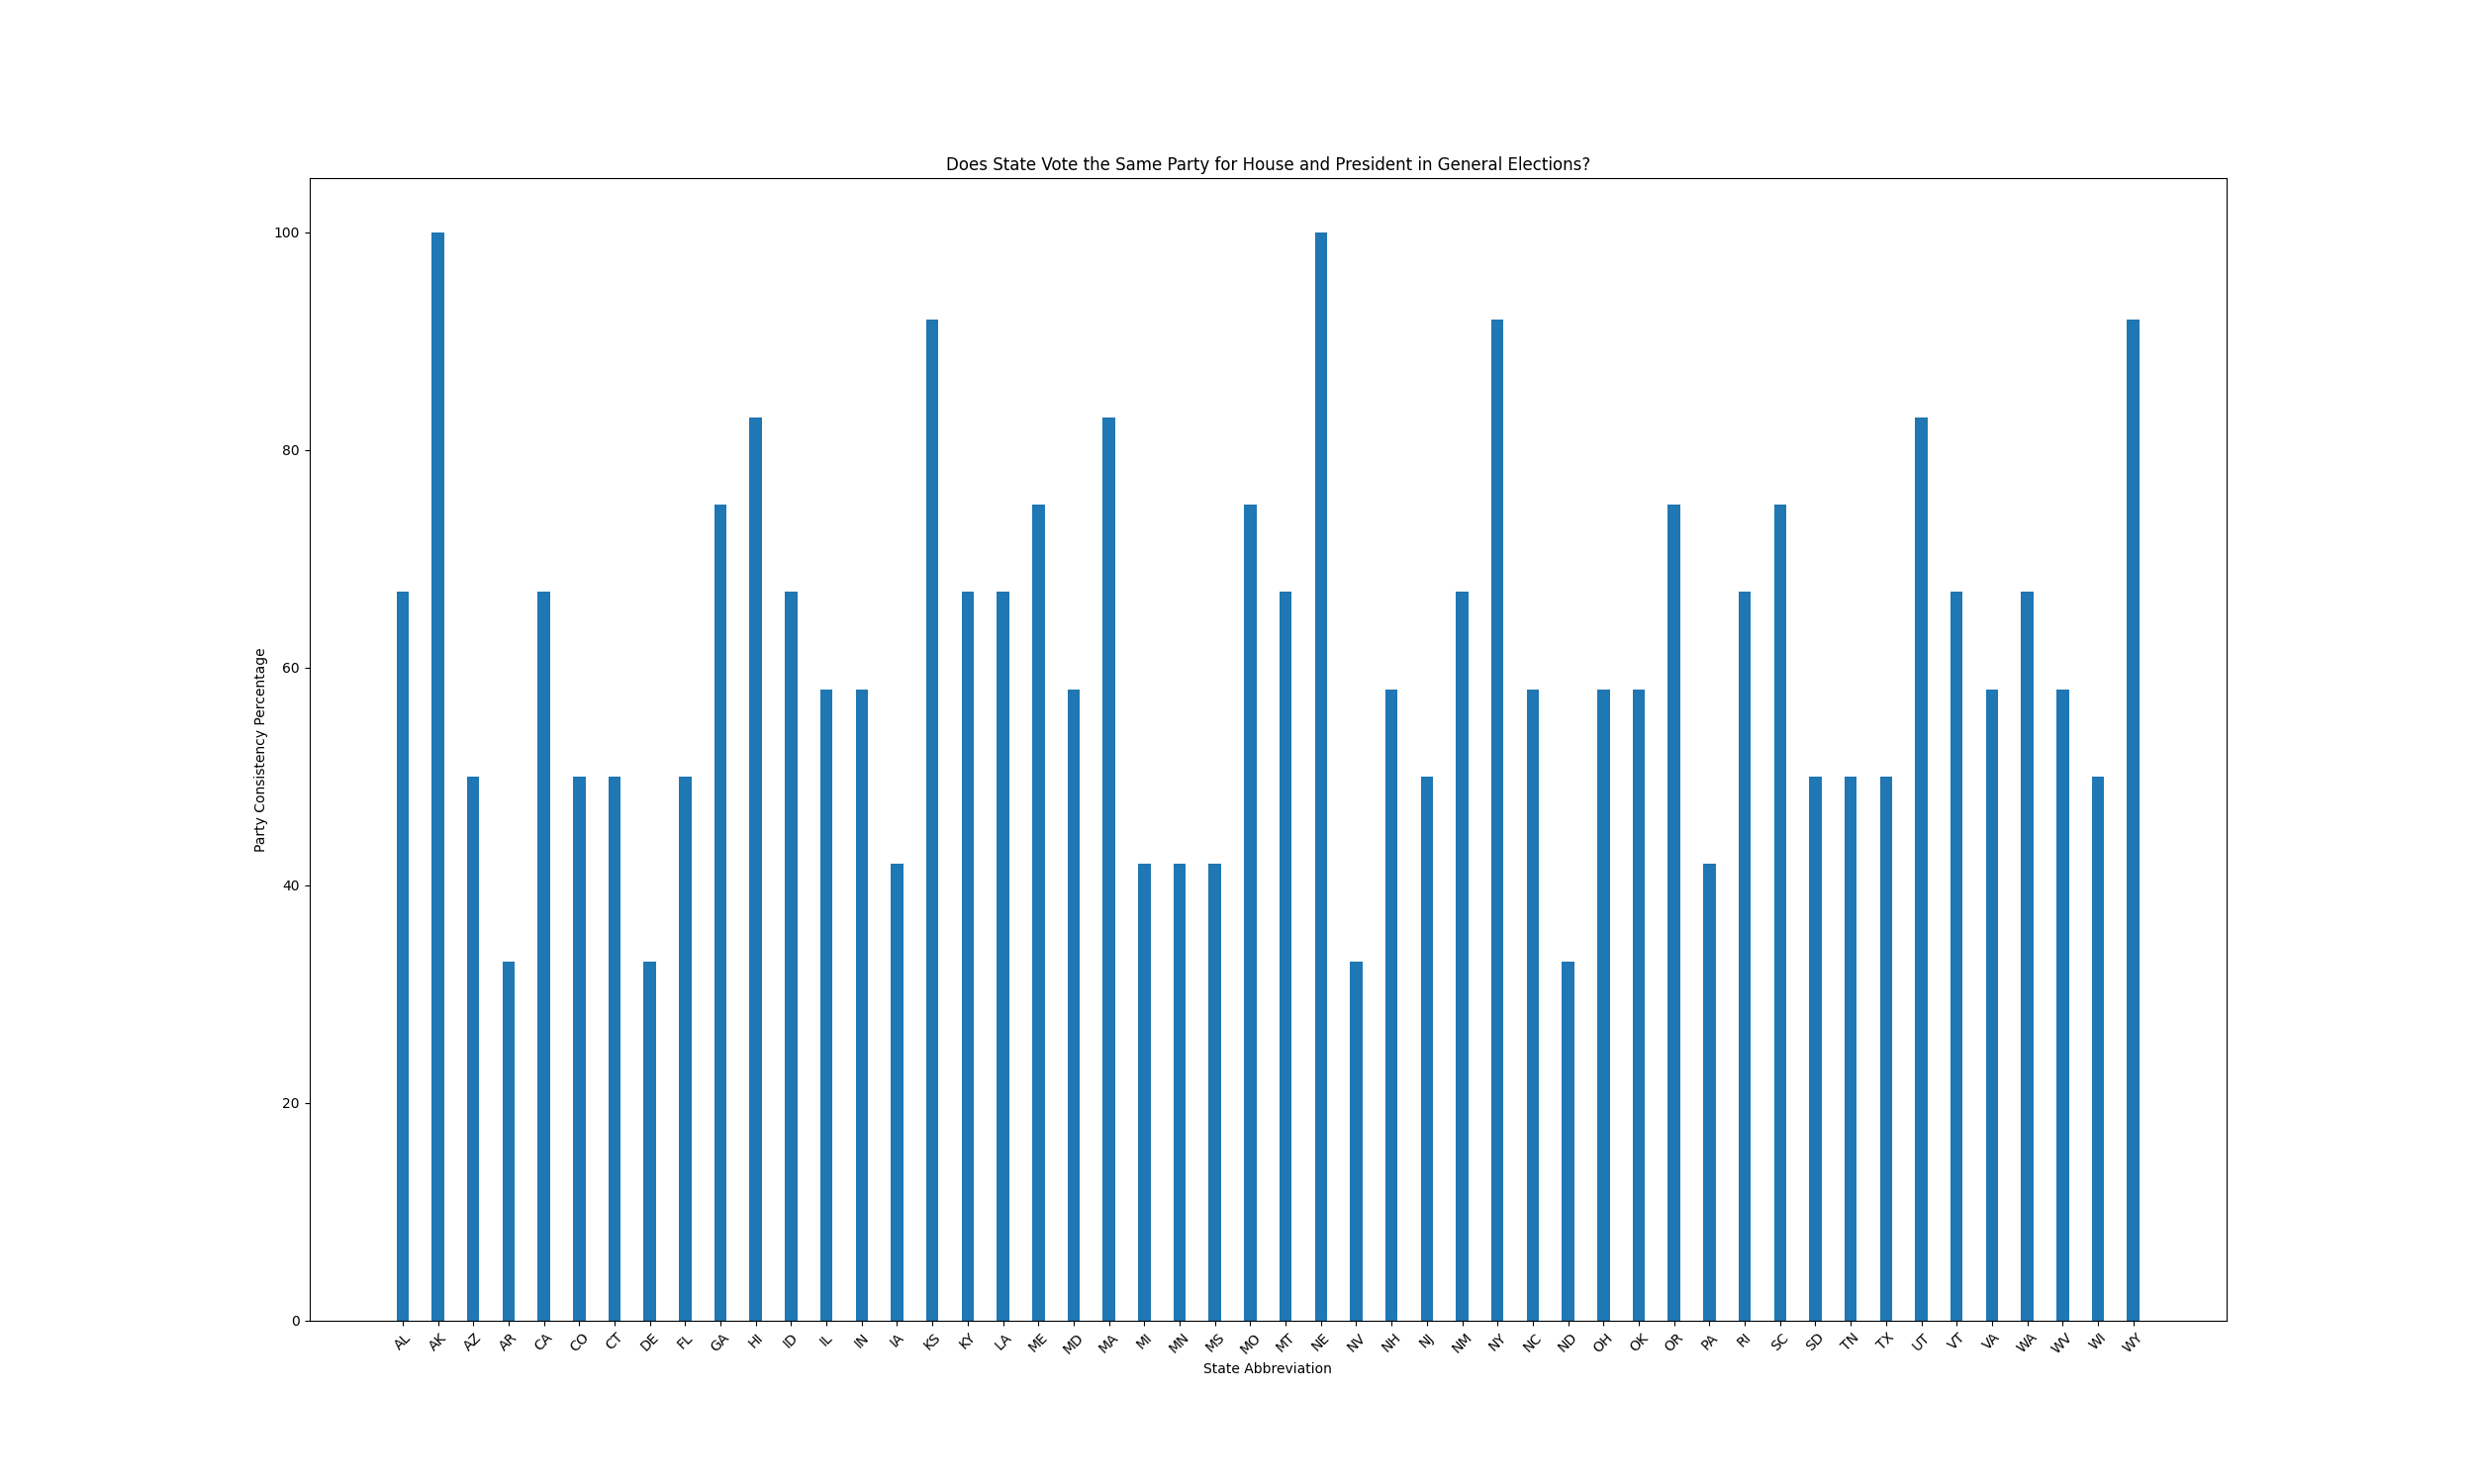 Does State Vote the Same Party for House and President in General Elections?
100
80
60
40
20
0
Party Consistency Percentage
AL AK AZ AR CA CO CT DE FL GA HI ID IL IN IA KS KY LA ME MD MA MI MN MS MO MT NE NV NH NJ NM NY NC ND OH OK OR PA RI SC SD TN TX UT VT VA WA WV WI WY
State Abbreviation